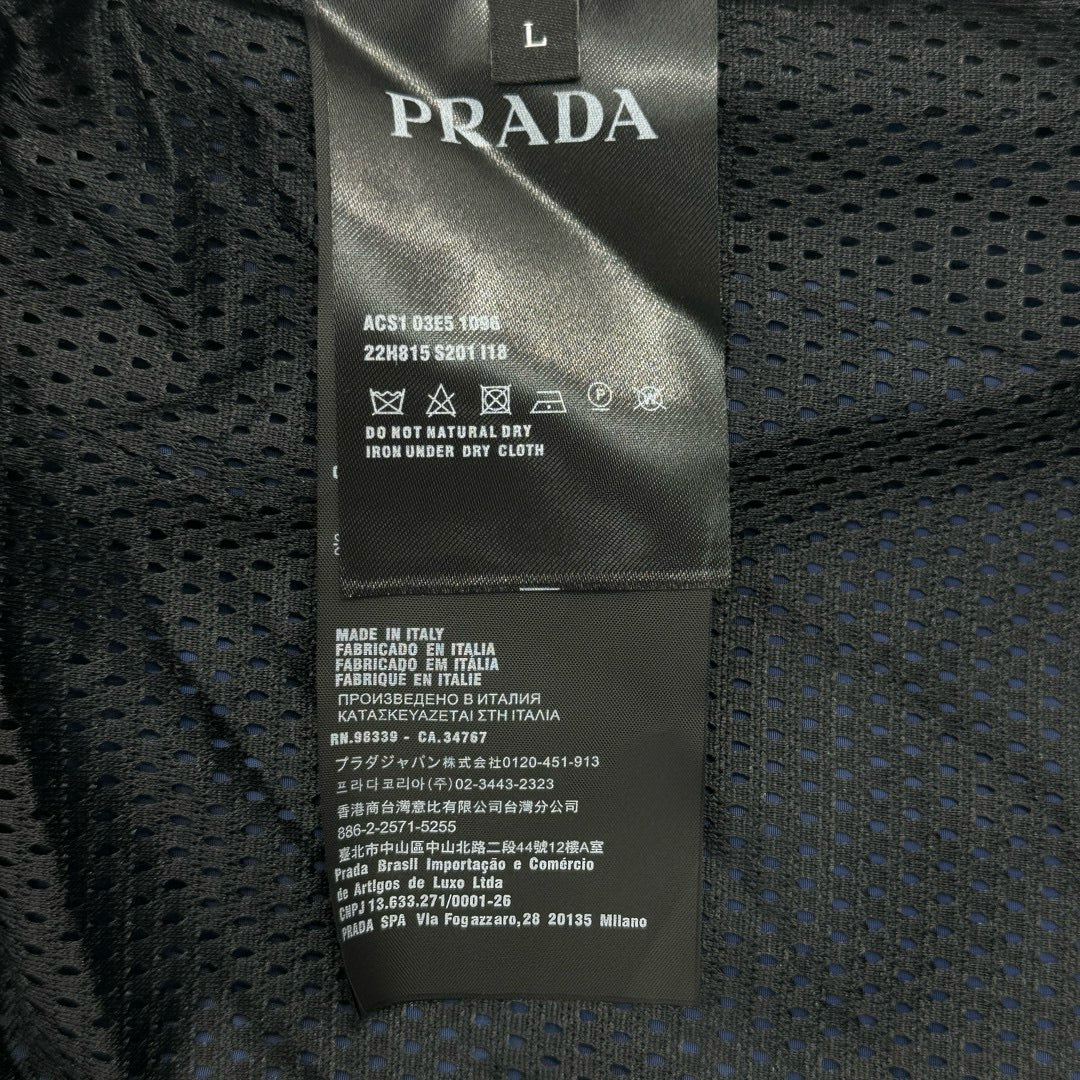 L
PRADA
ACS1 03E5 1096
22H815 S201 I18
P
W
DO NOT NATURAL DRY
IRON UNDER DRY CLOTH
MADE IN ITALY
FABRICADO EN ITALIA
FABRICADO EM ITÁLIA
FABRIQUE EN ITALIE
ПРОИЗВЕДЕНО В ИТАЛИЯ
ΚΑΤΑΣΚΕΥΑΖΕΤΑΙ ΣΤΗ ΙΤΑΛΙΑ
RN.98339 - CA.34767
プラダジャパン株式会社0120-451-913
프라다코리아(주)02-3443-2323
香港商台灣意比有限公司台灣分公司
886-2-2571-5255
臺北市中山區中山北路二段44號12樓A室
Prada Brasil Importação e Comércio
de Artigos de Luxo Ltda
CNPJ 13.633.271/0001-26
PRADA SPA Via Fogazzaro,28 20135 Milano